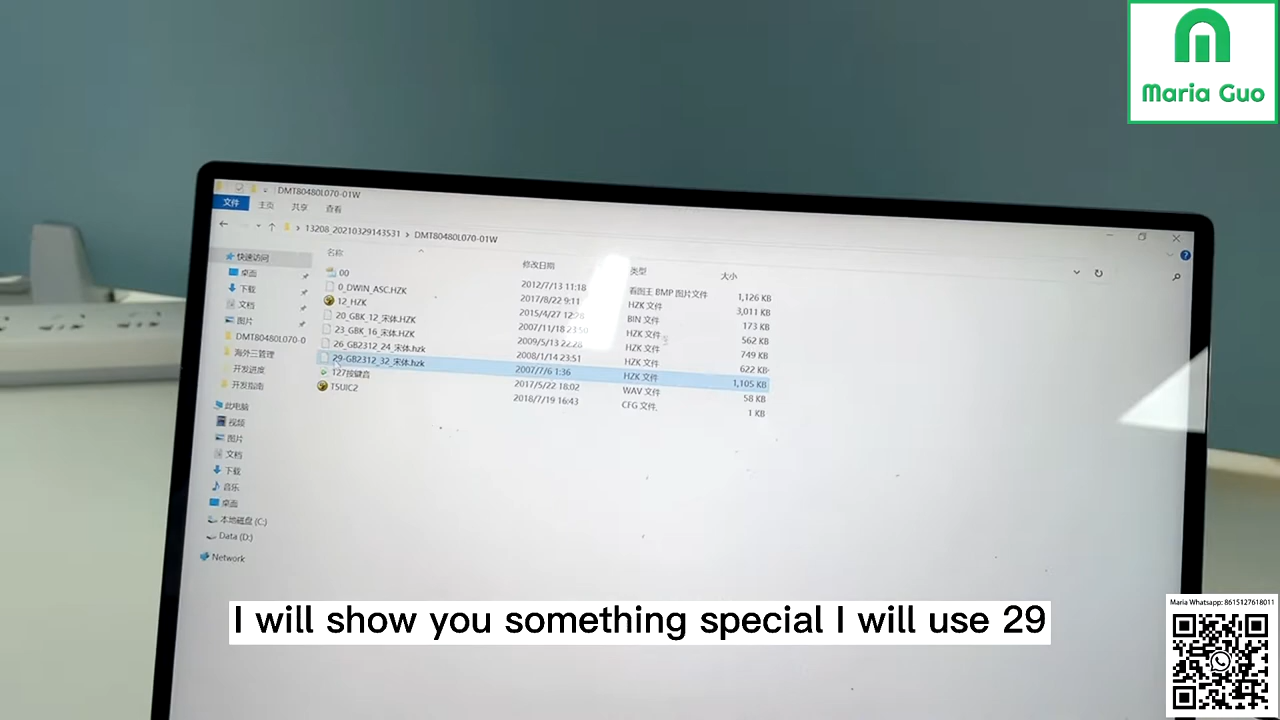 Maria Guo
DMT80480L070-01W
文件 主页 共享 查看
13208_20210329143531 > DMT80480L070-01W
名称 修改日期 类型 大小
00 2012/7/13 11:18 看图王 BMP 图片文件 1,126 KB
0_DWIN_ASC.HZK 2017/8/22 9:11 HZK 文件 3,011 KB
12_HZK 2015/4/27 12:28 BIN 文件 173 KB
20_GBK_12_宋体.HZK 2007/11/18 23:50 HZK 文件 562 KB
23_GBK_16_宋体.HZK 2009/5/13 22:28 HZK 文件 749 KB
26_GB2312_24_宋体.hzk 2008/1/14 23:51 HZK 文件 622 KB
29-GB2312_32_宋体.hzk 2007/7/6 1:36 HZK 文件 1,105 KB
127按键音 2017/5/22 18:02 WAV 文件 58 KB
T5UIC2 2018/7/19 16:43 CFG 文件 1 KB
快速访问
桌面
下载
文档
图片
DMT80480L070-0
海外三管理
开发进度
开发指南
此电脑
视频
图片
文档
下载
音乐
桌面
本地磁盘 (C:)
Data (D:)
Network
I will show you something special I will use 29
Maria Whatsapp: 8615127618011